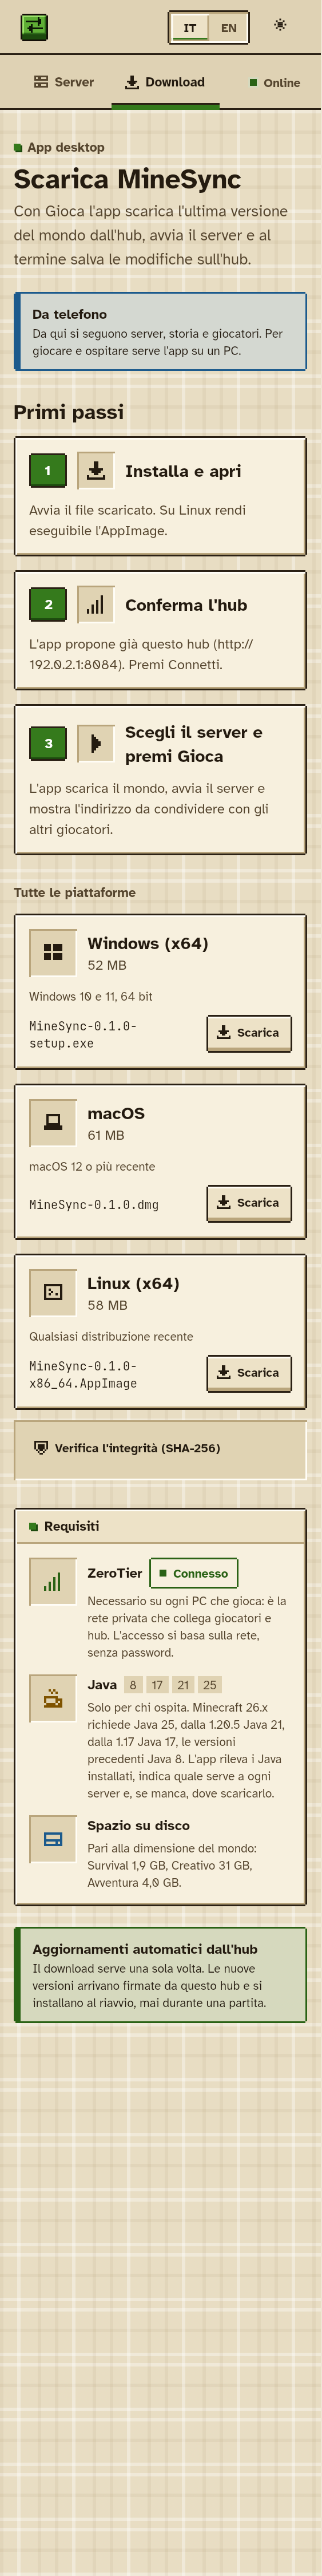 IT EN
Server Download Online
App desktop
Scarica MineSync
Con Gioca l'app scarica l'ultima versione
del mondo dall'hub, avvia il server e al
termine salva le modifiche sull'hub.
Da telefono
Da qui si seguono server, storia e giocatori. Per
giocare e ospitare serve l'app su un PC.
Primi passi
1 Installa e apri
Avvia il file scaricato. Su Linux rendi
eseguibile l'AppImage.
2 Conferma l'hub
L'app propone già questo hub (http://
192.0.2.1:8084). Premi Connetti.
3 Scegli il server e
premi Gioca
L'app scarica il mondo, avvia il server e
mostra l'indirizzo da condividere con gli
altri giocatori.
Tutte le piattaforme
Windows (x64)
52 MB
Windows 10 e 11, 64 bit
MineSync-0.1.0-
setup.exe
Scarica
macOS
61 MB
macOS 12 o più recente
MineSync-0.1.0.dmg
Scarica
Linux (x64)
58 MB
Qualsiasi distribuzione recente
MineSync-0.1.0-
x86_64.AppImage
Scarica
Verifica l'integrità (SHA-256)
Requisiti
ZeroTier Connesso
Necessario su ogni PC che gioca: è la
rete privata che collega giocatori e
hub. L'accesso si basa sulla rete,
senza password.
Java 8 17 21 25
Solo per chi ospita. Minecraft 26.x
richiede Java 25, dalla 1.20.5 Java 21,
dalla 1.17 Java 17, le versioni
precedenti Java 8. L'app rileva i Java
installati, indica quale serve a ogni
server e, se manca, dove scaricarlo.
Spazio su disco
Pari alla dimensione del mondo:
Survival 1,9 GB, Creativo 31 GB,
Avventura 4,0 GB.
Aggiornamenti automatici dall'hub
Il download serve una sola volta. Le nuove
versioni arrivano firmate da questo hub e si
installano al riavvio, mai durante una partita.